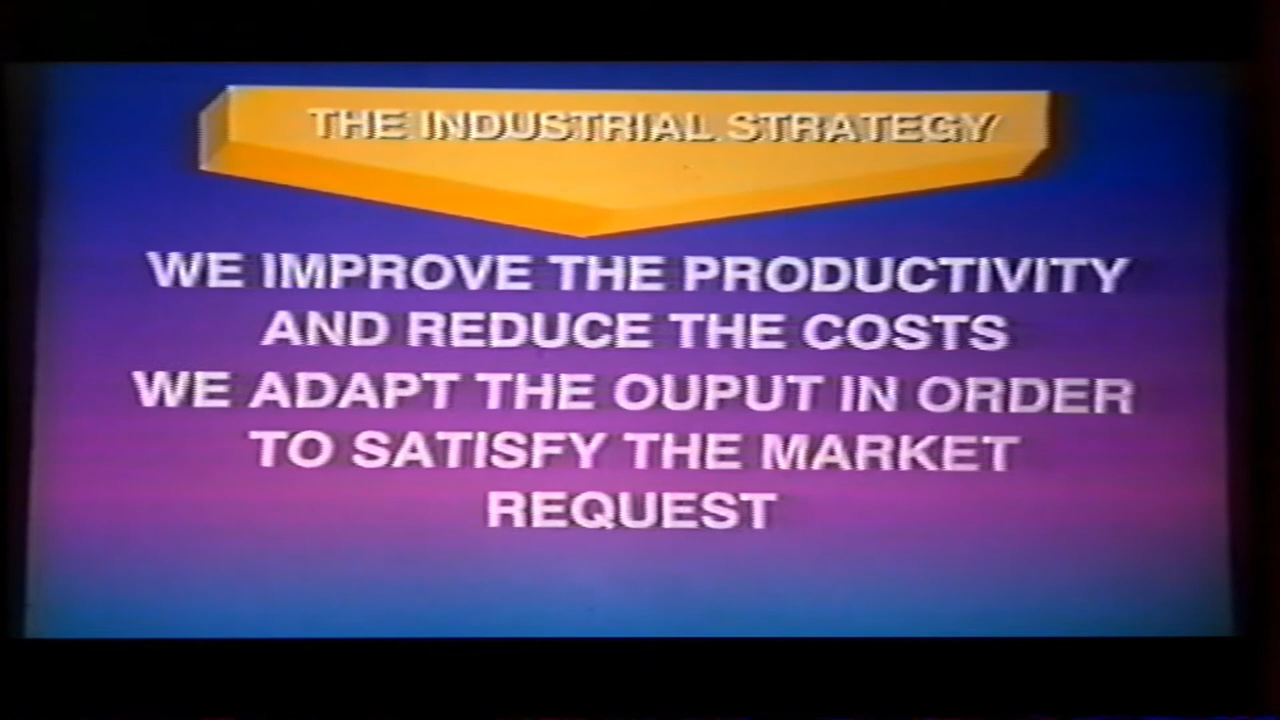 THE INDUSTRIAL STRATEGY
WE IMPROVE THE PRODUCTIVITY
AND REDUCE THE COSTS
WE ADAPT THE OUPUT IN ORDER
TO SATISFY THE MARKET
REQUEST